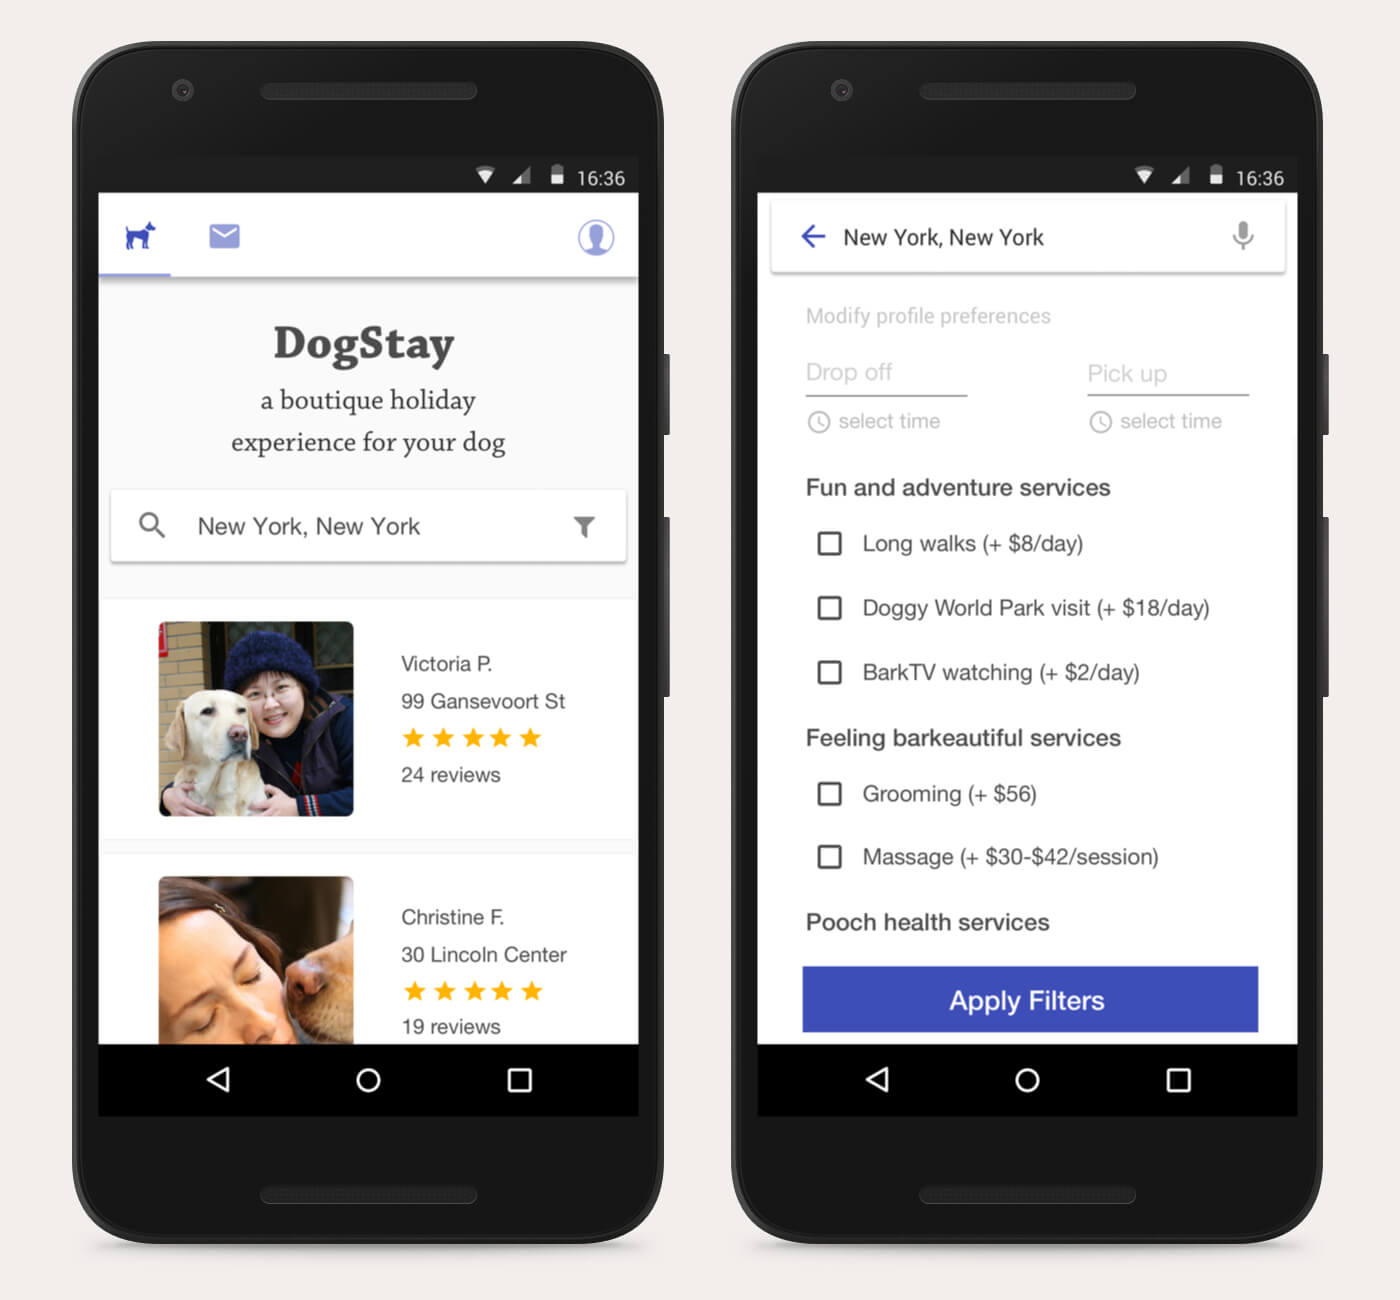 16:36
DogStay
a boutique holiday
experience for your dog
New York, New York
Victoria P.
99 Gansevoort St
24 reviews
Christine F.
30 Lincoln Center
19 reviews
16:36
New York, New York
Modify profile preferences
Drop off
Pick up
select time
select time
Fun and adventure services
Long walks (+ $8/day)
Doggy World Park visit (+ $18/day)
BarkTV watching (+ $2/day)
Feeling barkeautiful services
Grooming (+ $56)
Massage (+ $30-$42/session)
Pooch health services
Apply Filters